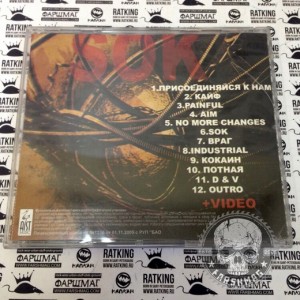 1.ПРИСОЕДИНЯЙСЯ К НАМ
2. КАЙФ
3.PAINFUL
4. AIM
5. NO MORE CHANGES
6.SOK
7. ВРАГ
8.INDUSTRIAL
9. КОКАИН
10. ПОТНАЯ
11. D & V
12. OUTRO
+VIDEO
RATKING
ФАРШМАГ